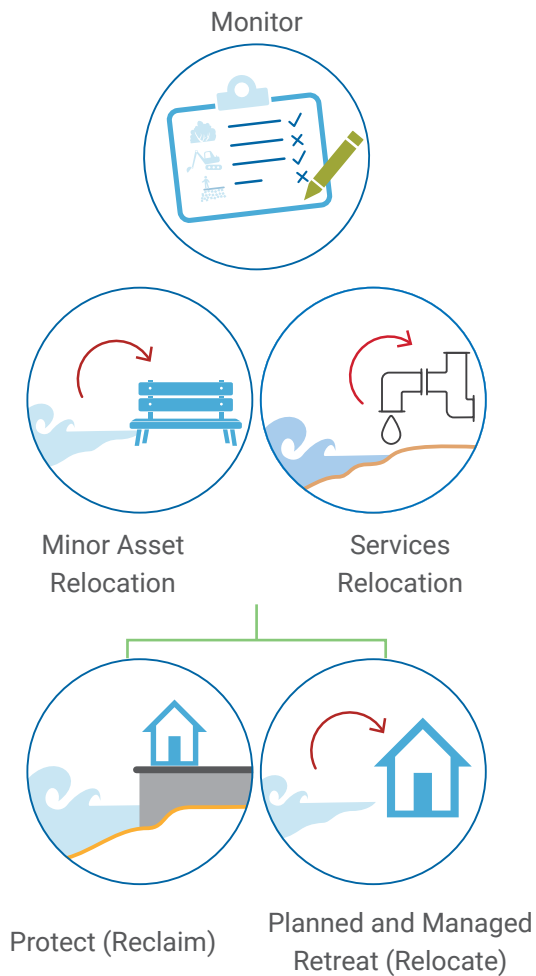 Monitor
Minor Asset
Relocation
Services
Relocation
Protect (Reclaim)
Planned and Managed
Retreat (Relocate)